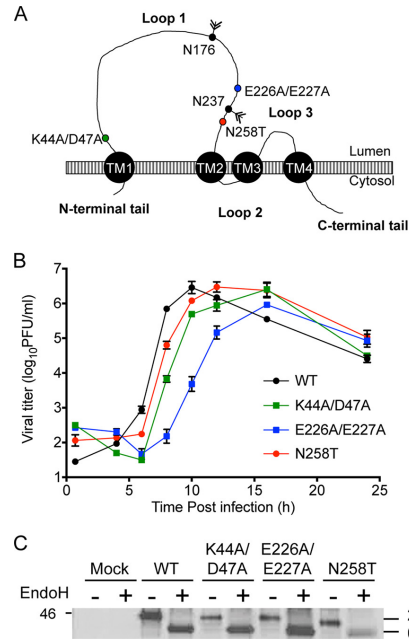 A
Loop 1
N176
E226A/E227A
N237
Loop 3
N258T
K44A/D47A
TM1
TM2
TM3
TM4
Lumen
Cytosol
N-terminal tail
Loop 2
C-terminal tail
B
Viral titer (log10PFU/ml)
7
6
5
4
3
2
1
0
5
10
15
20
25
WT
K44A/D47A
E226A/E227A
N258T
Time Post infection (h)
C
K44A/ E226A/
Mock WT D47A E227A N258T
EndoH - + - + - + - + - +
46